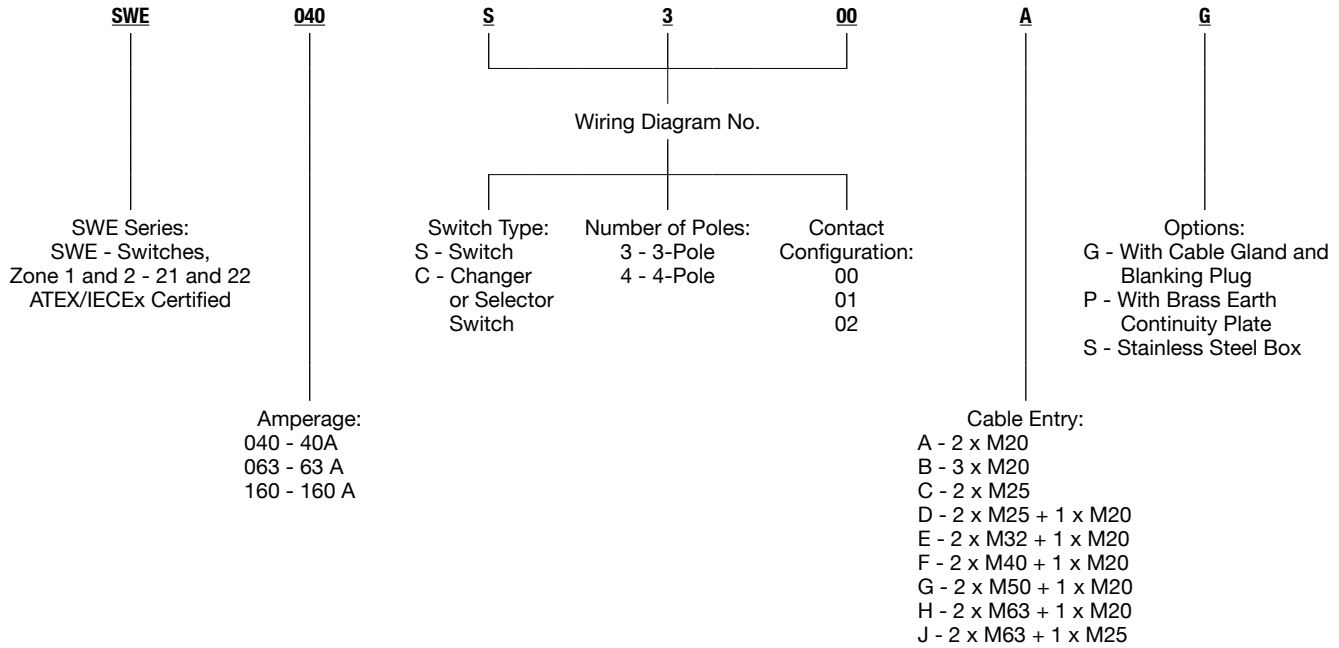 SWE 040 S 3 00 A G
Wiring Diagram No.
SWE Series:
SWE - Switches,
Zone 1 and 2 - 21 and 22
ATEX/IECEx Certified
Amperage:
040 - 40A
063 - 63 A
160 - 160 A
Switch Type:
S - Switch
C - Changer
or Selector
Switch
Number of Poles:
3 - 3-Pole
4 - 4-Pole
Contact
Configuration:
00
01
02
Cable Entry:
A - 2 x M20
B - 3 x M20
C - 2 x M25
D - 2 x M25 + 1 x M20
E - 2 x M32 + 1 x M20
F - 2 x M40 + 1 x M20
G - 2 x M50 + 1 x M20
H - 2 x M63 + 1 x M20
J - 2 x M63 + 1 x M25
Options:
G - With Cable Gland and
Blanking Plug
P - With Brass Earth
Continuity Plate
S - Stainless Steel Box